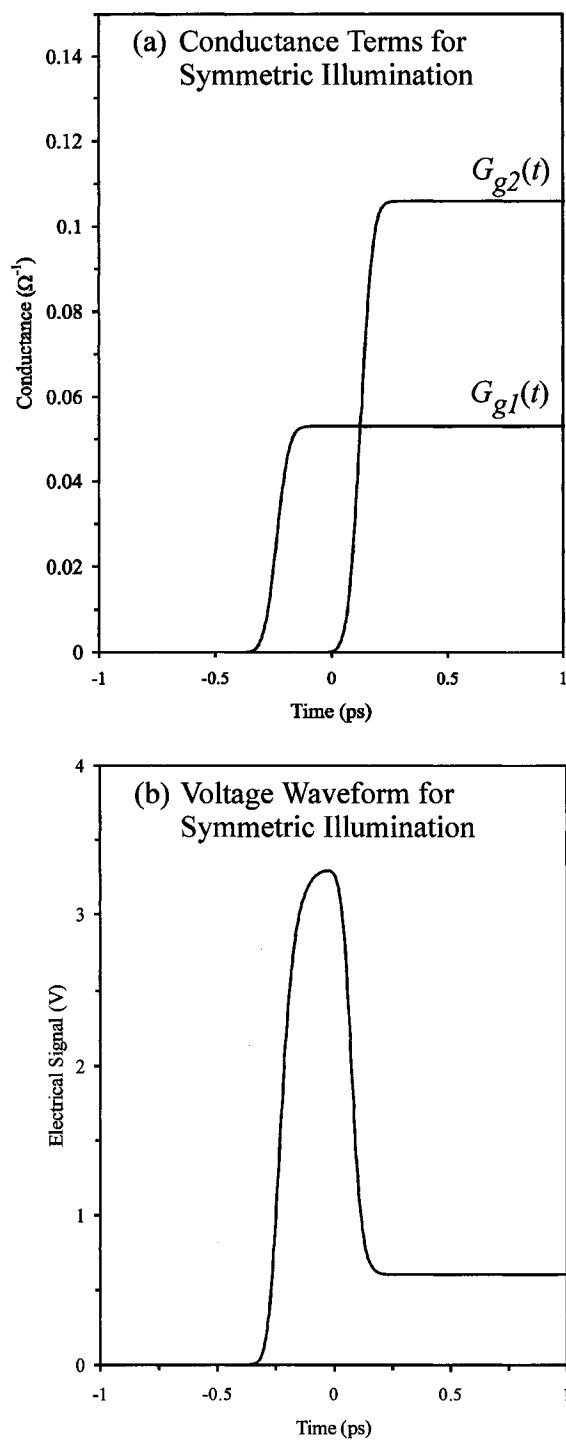 (a) Conductance Terms for
Symmetric Illumination
0.14
0.12
0.1
0.08
0.06
0.04
0.02
0
Conductance (Ω⁻¹)
G_g2(t)
G_g1(t)
-1
-0.5
0
0.5
1
Time (ps)
(b) Voltage Waveform for
Symmetric Illumination
4
3
2
1
0
Electrical Signal (V)
-1
-0.5
0
0.5
1
Time (ps)